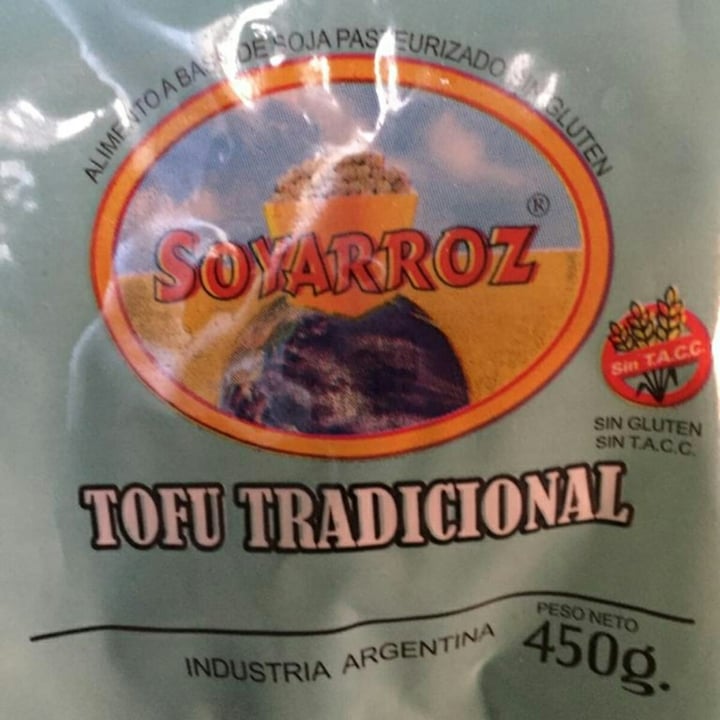 ALIMENTO A BASE DE SOJA PASTEURIZADO SIN GLUTEN
SOYARROZ ®
Sin T.A.C.C.
SIN GLUTEN
SIN T.A.C.C.
TOFU TRADICIONAL
PESO NETO
450g.
INDUSTRIA ARGENTINA